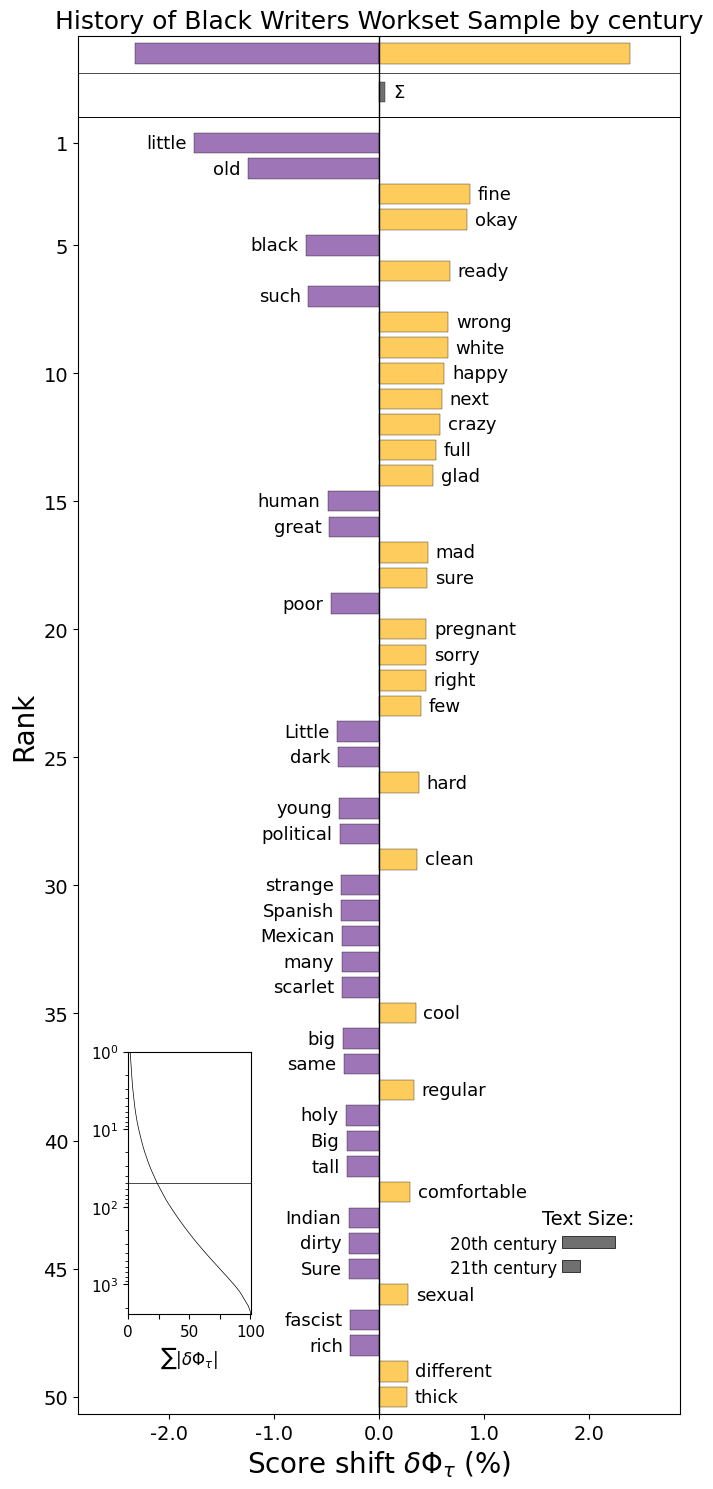 History of Black Writers Workset Sample by century
Σ
1
little
old
fine
okay
5
black
ready
such
wrong
white
10
happy
next
crazy
full
glad
15
human
great
mad
sure
poor
20
pregnant
sorry
right
few
Little
25
dark
hard
young
political
clean
30
strange
Spanish
Mexican
many
scarlet
35
cool
big
same
regular
holy
40
Big
tall
comfortable
Indian
dirty
45
Sure
sexual
fascist
rich
different
50
thick
Rank
10⁰
10¹
10²
10³
0
50
100
∑|δΦτ|
Text Size:
20th century
21th century
-2.0
-1.0
0.0
1.0
2.0
Score shift δΦτ (%)